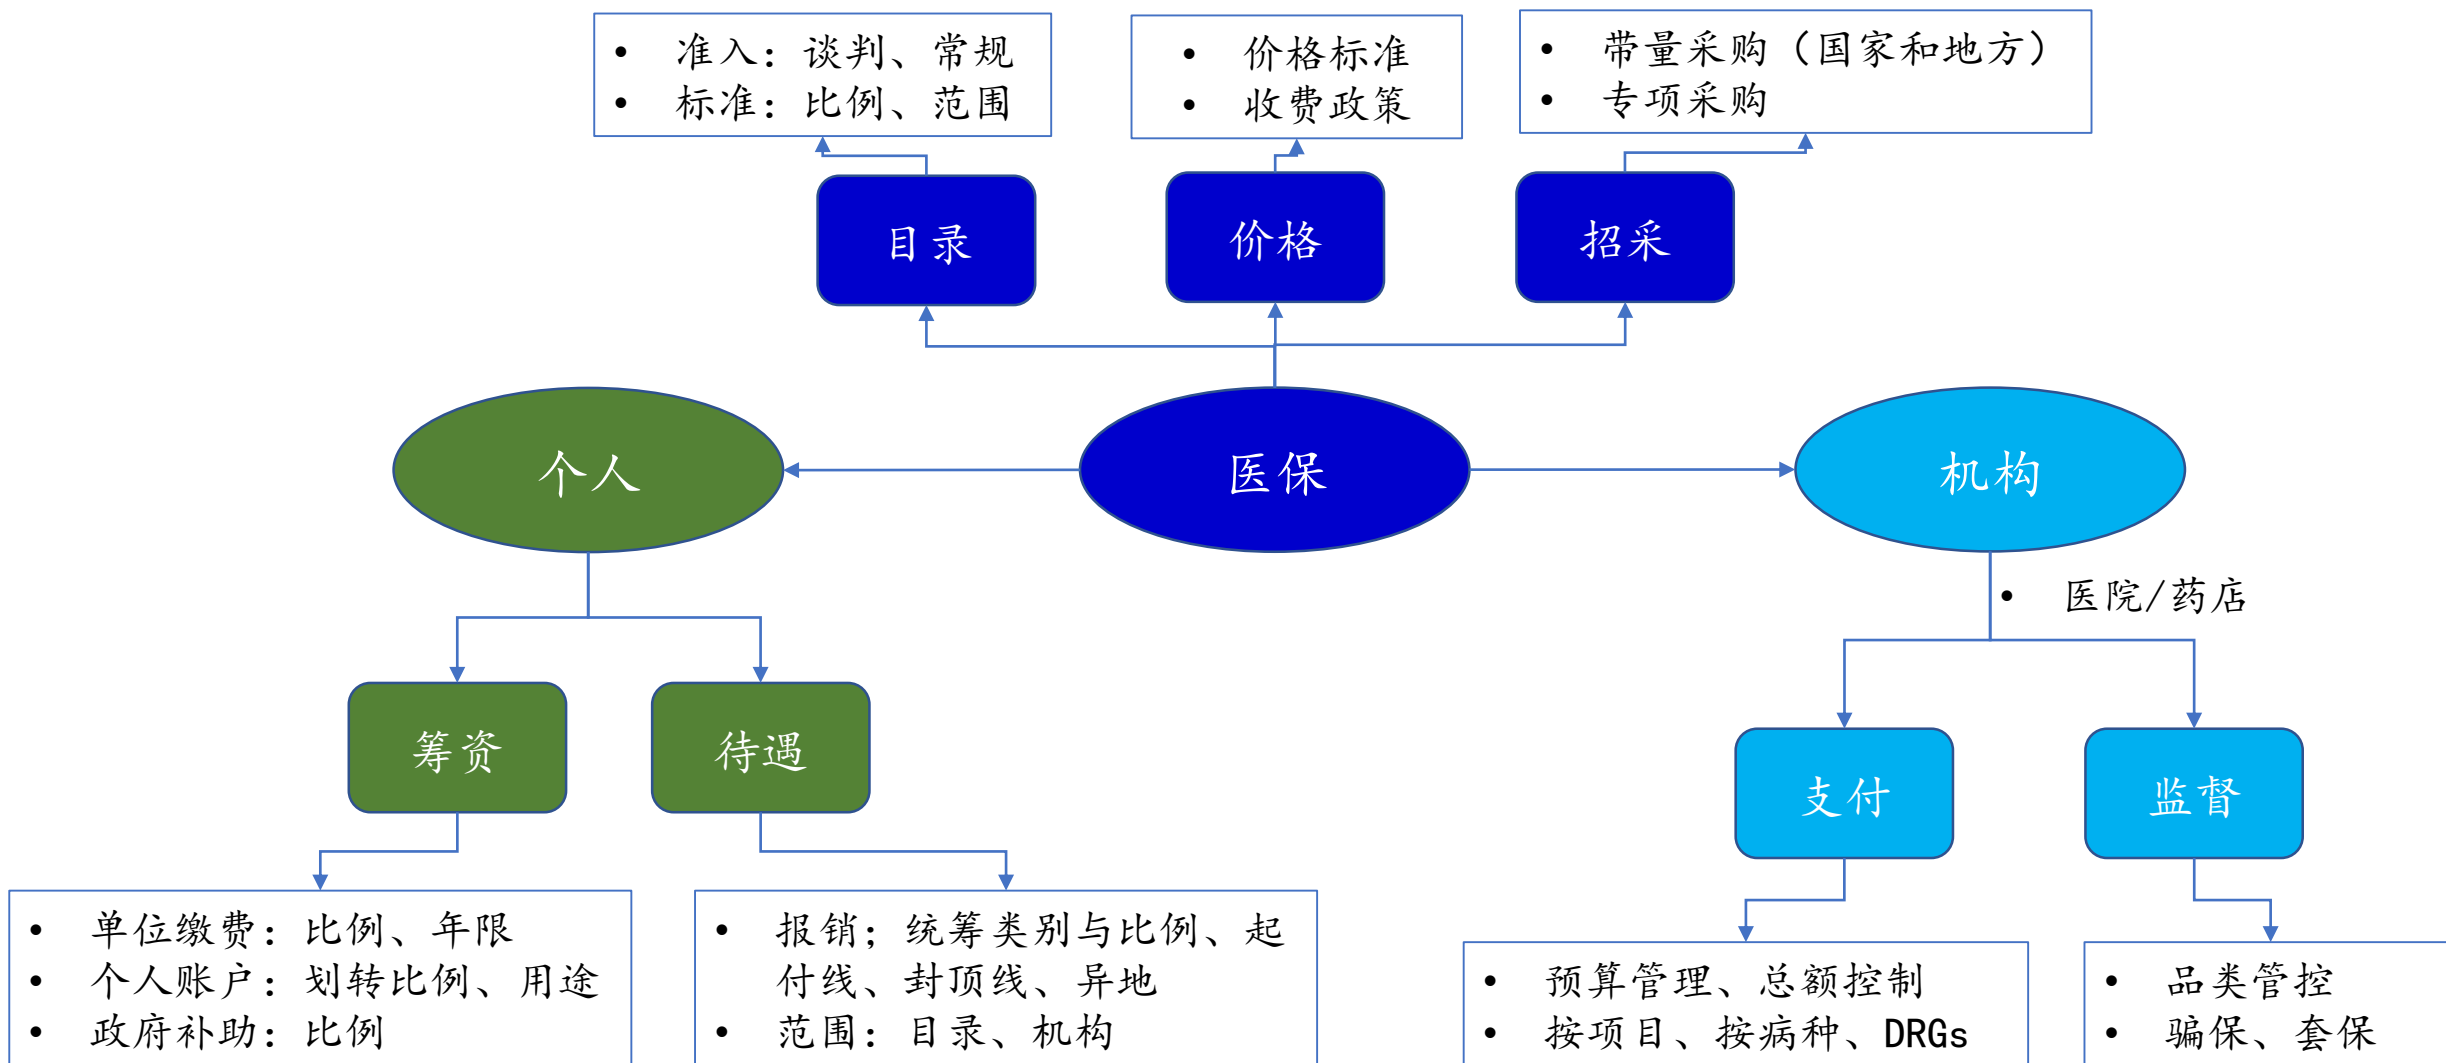 • 准入：谈判、常规
• 标准：比例、范围
• 价格标准
• 收费政策
• 带量采购（国家和地方）
• 专项采购
目录
价格
招采
个人
医保
机构
• 医院/药店
筹资
待遇
支付
监督
• 单位缴费：比例、年限
• 个人账户：划转比例、用途
• 政府补助：比例
• 报销；统筹类别与比例、起
付线、封顶线、异地
• 范围：目录、机构
• 预算管理、总额控制
• 按项目、按病种、DRGs
• 品类管控
• 骗保、套保